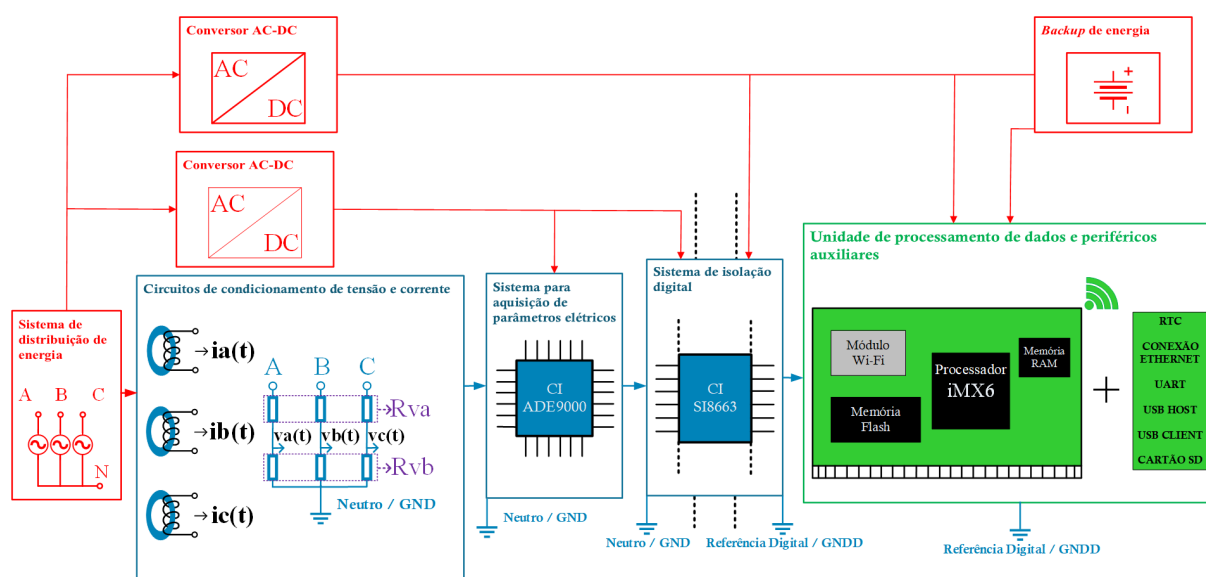 Conversor AC-DC
AC
DC
Backup de energia
+
-
Conversor AC-DC
AC
DC
Sistema de
distribuição de
energia
A B C
N
Circuitos de condicionamento de tensão e corrente
ia(t)
ib(t)
ic(t)
A B C
Rva
va(t) vb(t) vc(t)
Rvb
Neutro / GND
Sistema para
aquisição de
parâmetros elétricos
CI
ADE9000
Neutro / GND
Sistema de isolação
digital
CI
SI8663
Neutro / GND
Referência Digital / GNDD
Unidade de processamento de dados e periféricos
auxiliares
Módulo
Wi-Fi
Processador
iMX6
Memória
RAM
Memória
Flash
+
RTC
CONEXÃO
ETHERNET
UART
USB HOST
USB CLIENT
CARTÃO SD
Referência Digital / GNDD